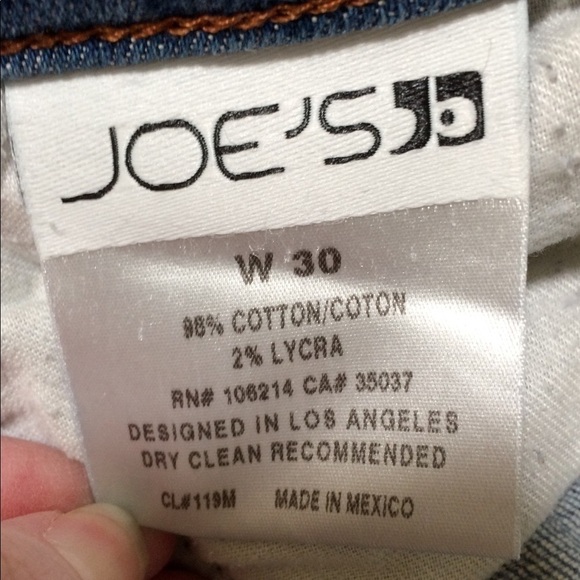 JOE'S
W 30
98% COTTON/COTON
2% LYCRA
RN# 106214 CA# 35037
DESIGNED IN LOS ANGELES
DRY CLEAN RECOMMENDED
CL#119M MADE IN MEXICO